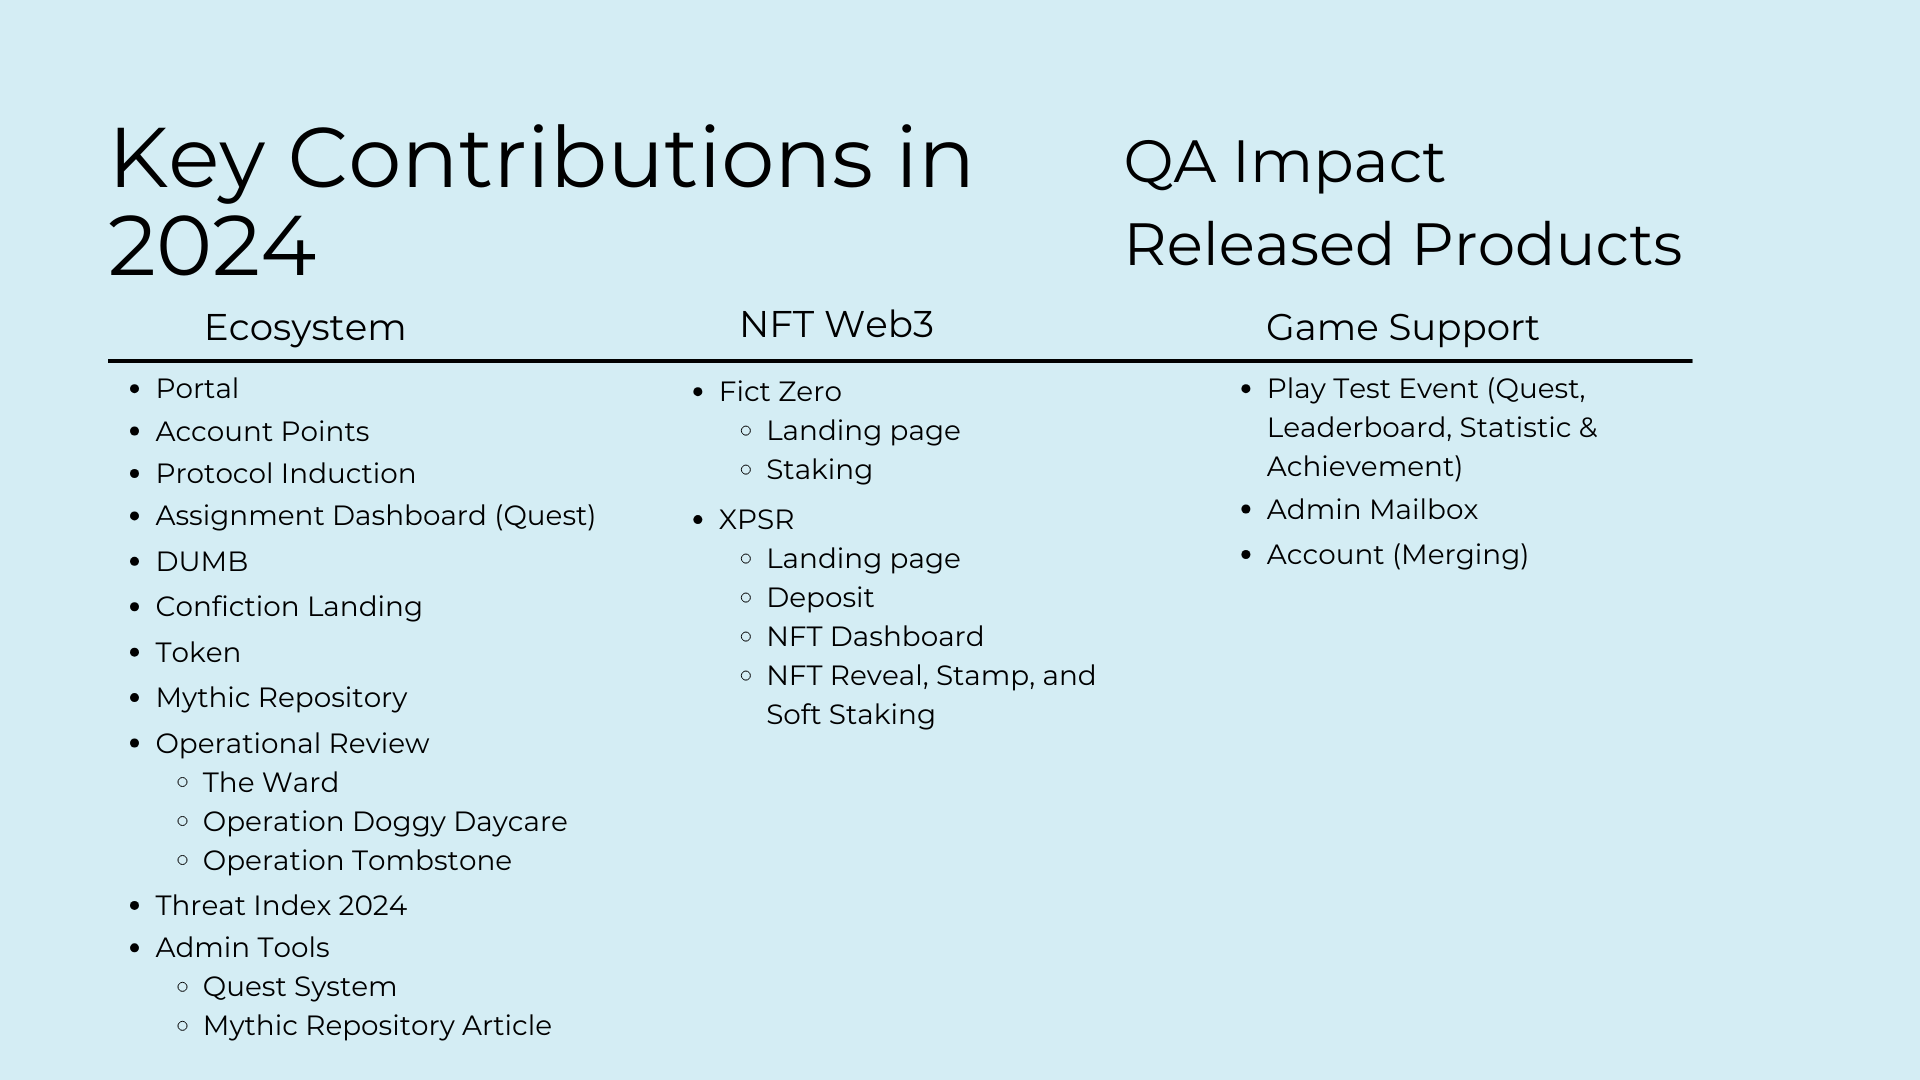 Key Contributions in
2024
QA Impact
Released Products
Ecosystem
Portal
Account Points
Protocol Induction
Assignment Dashboard (Quest)
DUMB
Confiction Landing
Token
Mythic Repository
Operational Review
The Ward
Operation Doggy Daycare
Operation Tombstone
Threat Index 2024
Admin Tools
Quest System
Mythic Repository Article
NFT Web3
Fict Zero
Landing page
Staking
XPSR
Landing page
Deposit
NFT Dashboard
NFT Reveal, Stamp, and
Soft Staking
Game Support
Play Test Event (Quest,
Leaderboard, Statistic &
Achievement)
Admin Mailbox
Account (Merging)